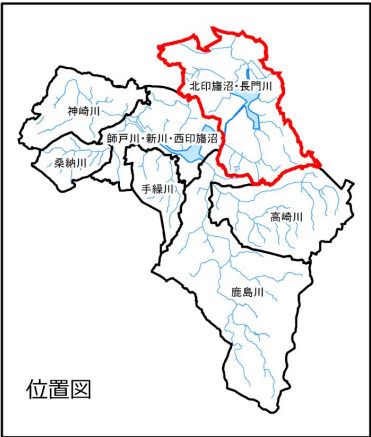 北印旛沼・長門川
神崎川
師戸川・新川・西印旛沼
桑納川
手繰川
高崎川
鹿島川
位置図